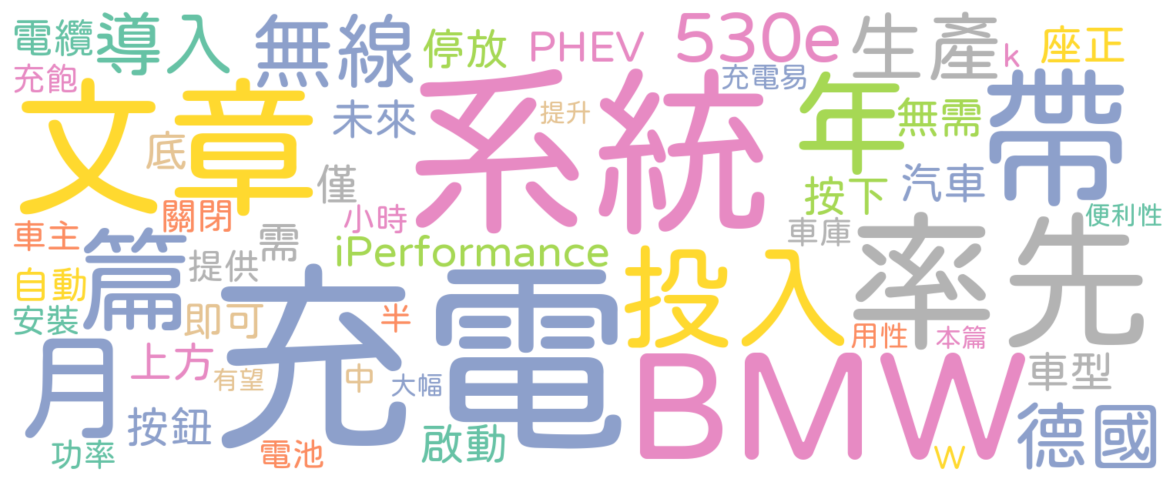 電纜
導入
無線
停放
PHEV
530e
生產
k
座正
充飽
充電易
文章
系統
提升
年
無需
帶
未來
底
僅
按下
汽車
便利性
關閉
小時
車主
需
車庫
率先
篇
提供
iPerformance
自動
投入
安裝
即可
充電
半
用性
本篇
月
上方
有望
中
大幅
BMW
車型
按鈕
啟動
德國
功率
電池
W